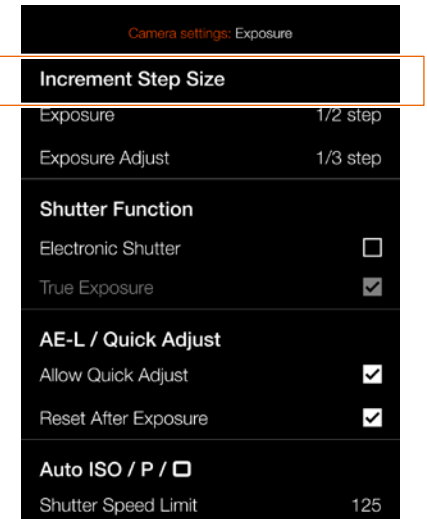 Camera settings: Exposure
Increment Step Size
Exposure 1/2 step
Exposure Adjust 1/3 step
Shutter Function
Electronic Shutter
True Exposure
AE-L / Quick Adjust
Allow Quick Adjust
Reset After Exposure
Auto ISO / P /
Shutter Speed Limit 125